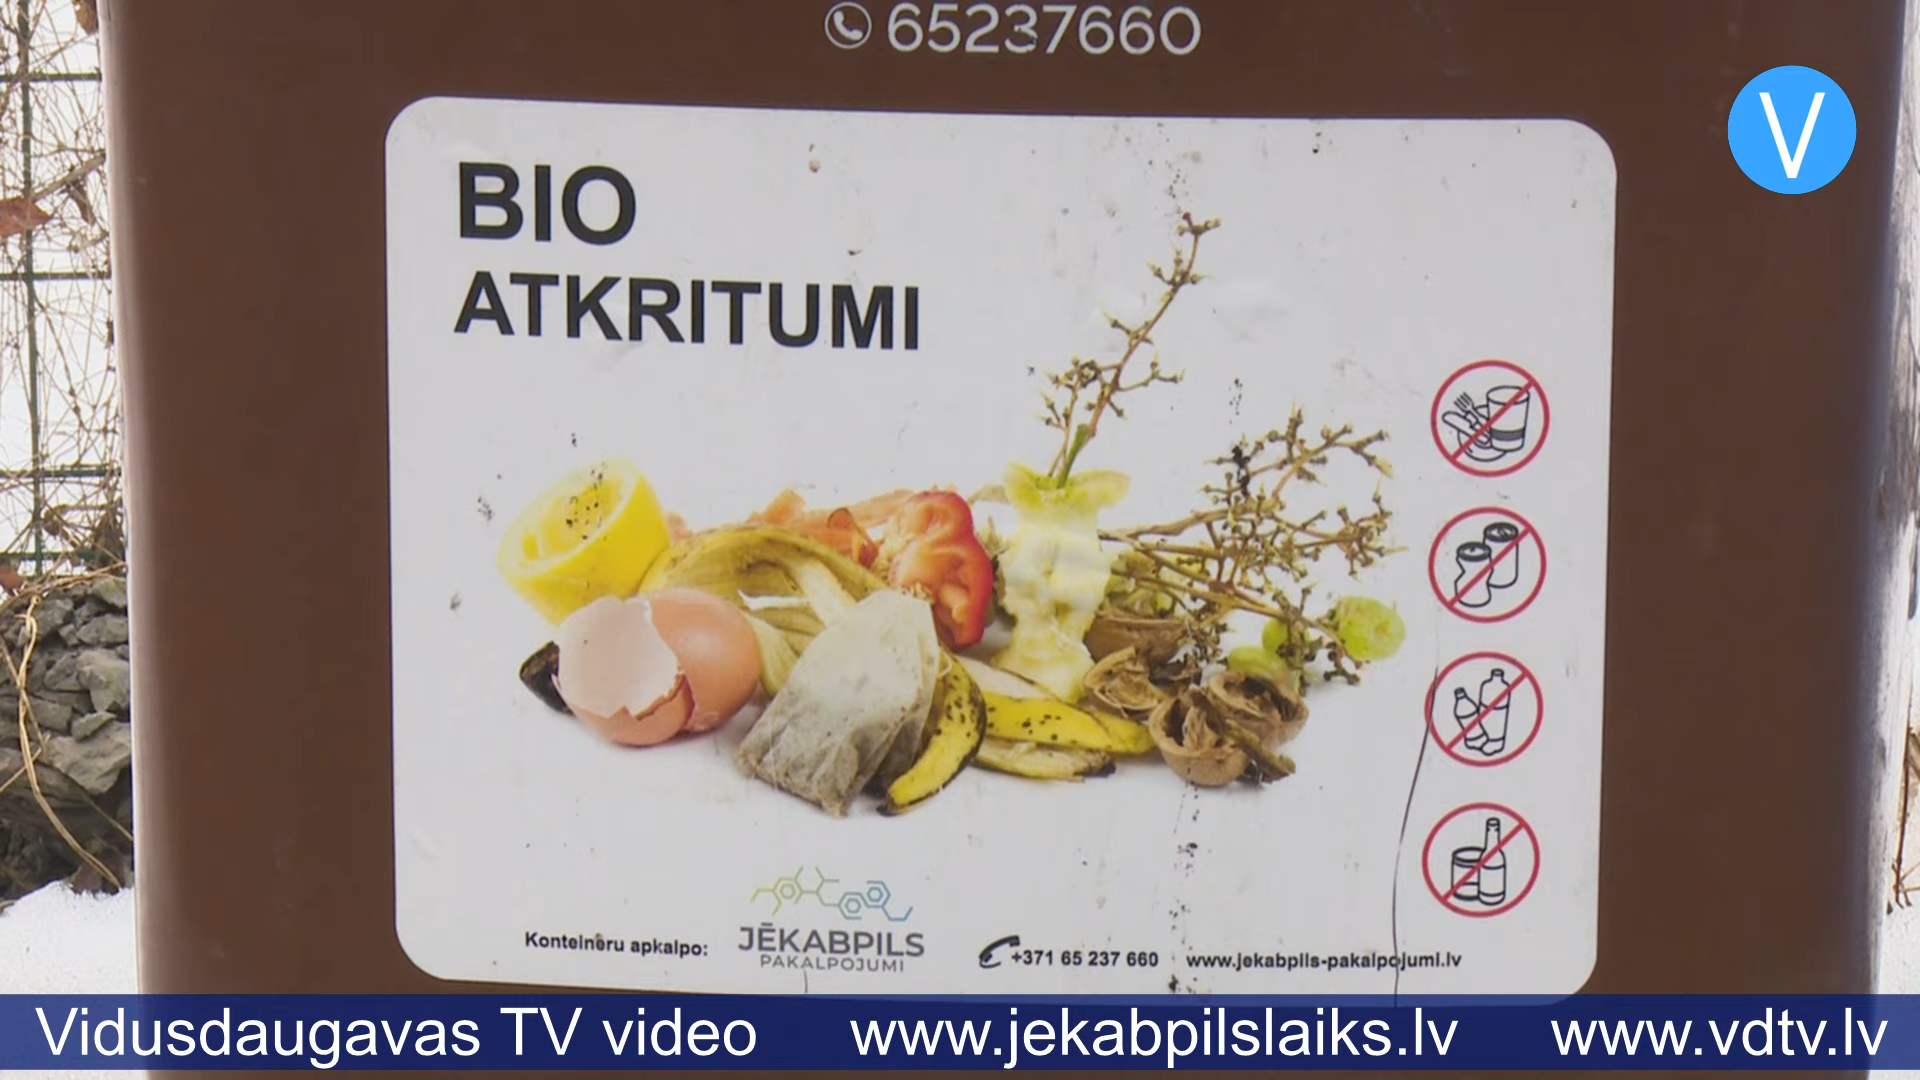 65237660
V
BIO
ATKRITUMI
Konteineru apkalpo:
JĒKABPILS
PAKALPOJUMI
+371 65 237 660
www.jekabpils-pakalpojumi.lv
Vidusdaugavas TV video www.jekabpilslaiks.lv www.vdtv.lv